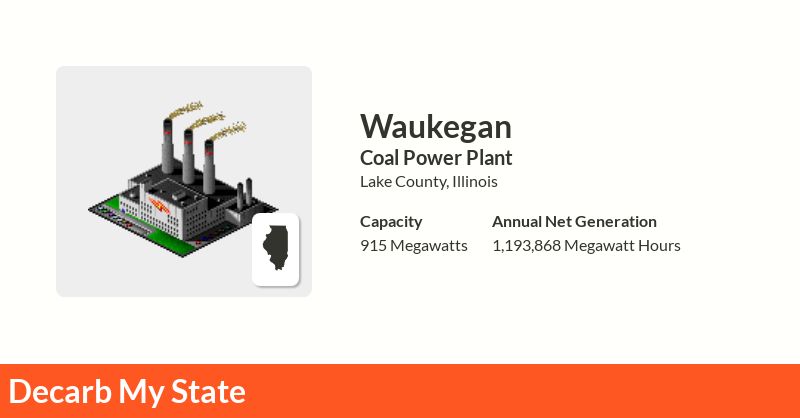 Waukegan
Coal Power Plant
Lake County, Illinois
Capacity
915 Megawatts
Annual Net Generation
1,193,868 Megawatt Hours
Decarb My State